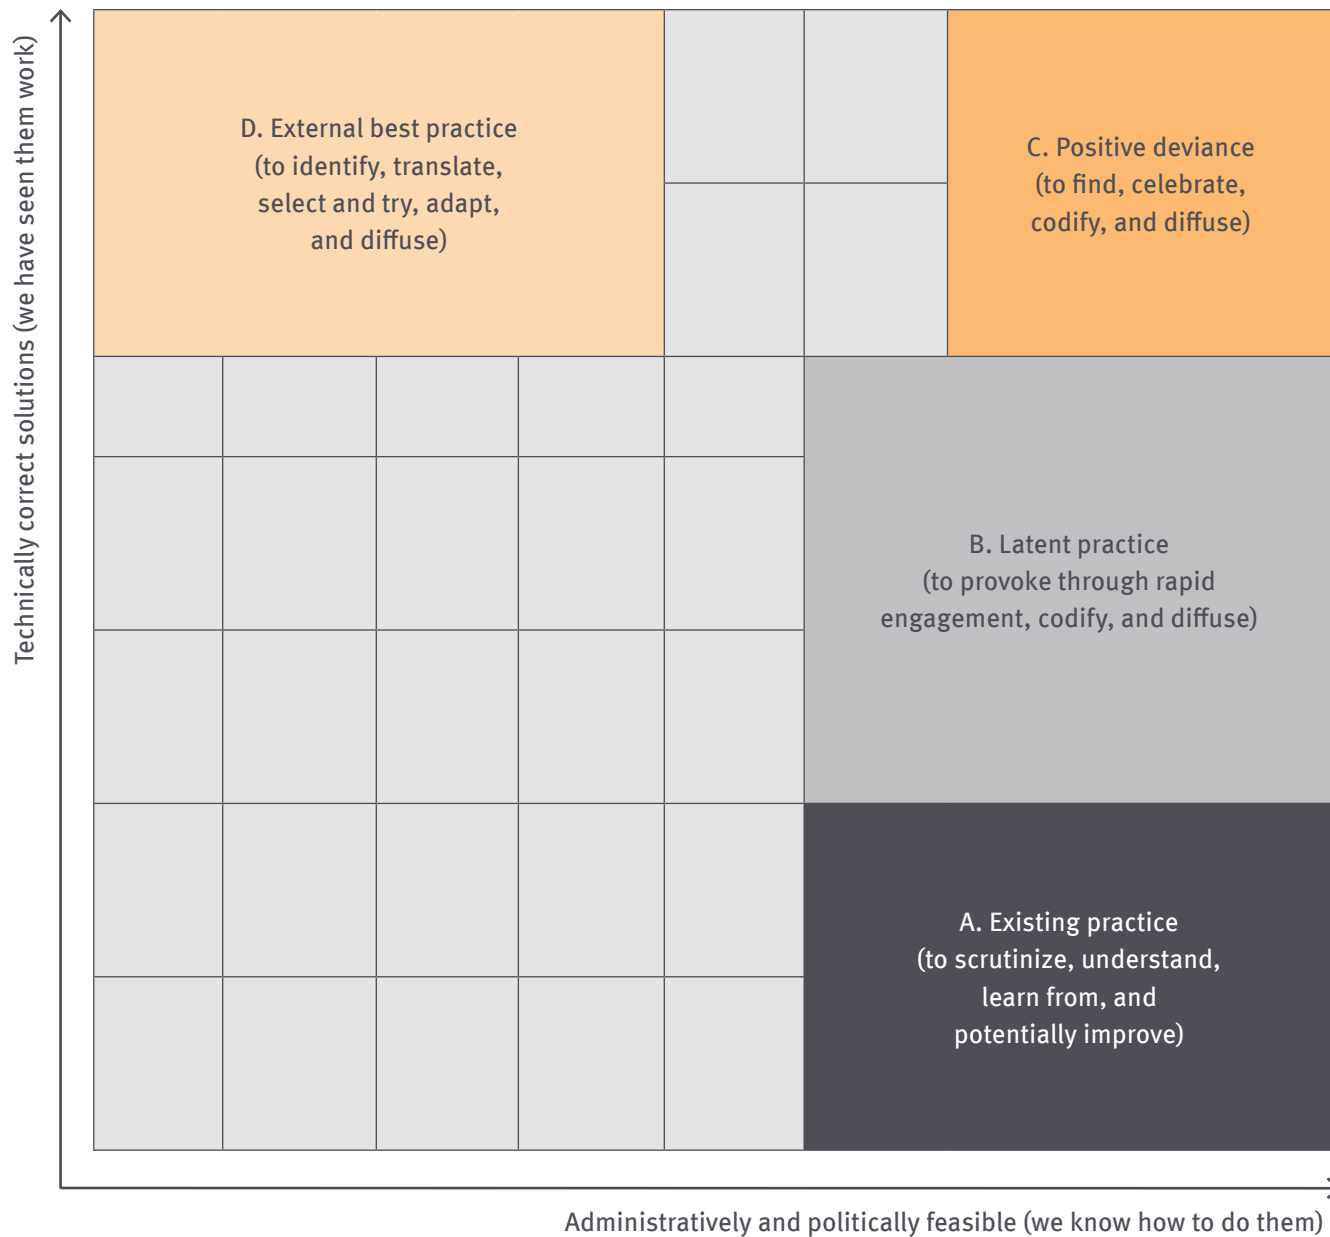 Technically correct solutions (we have seen them work)
D. External best practice
(to identify, translate,
select and try, adapt,
and diffuse)
C. Positive deviance
(to find, celebrate,
codify, and diffuse)
B. Latent practice
(to provoke through rapid
engagement, codify, and diffuse)
A. Existing practice
(to scrutinize, understand,
learn from, and
potentially improve)
Administratively and politically feasible (we know how to do them)